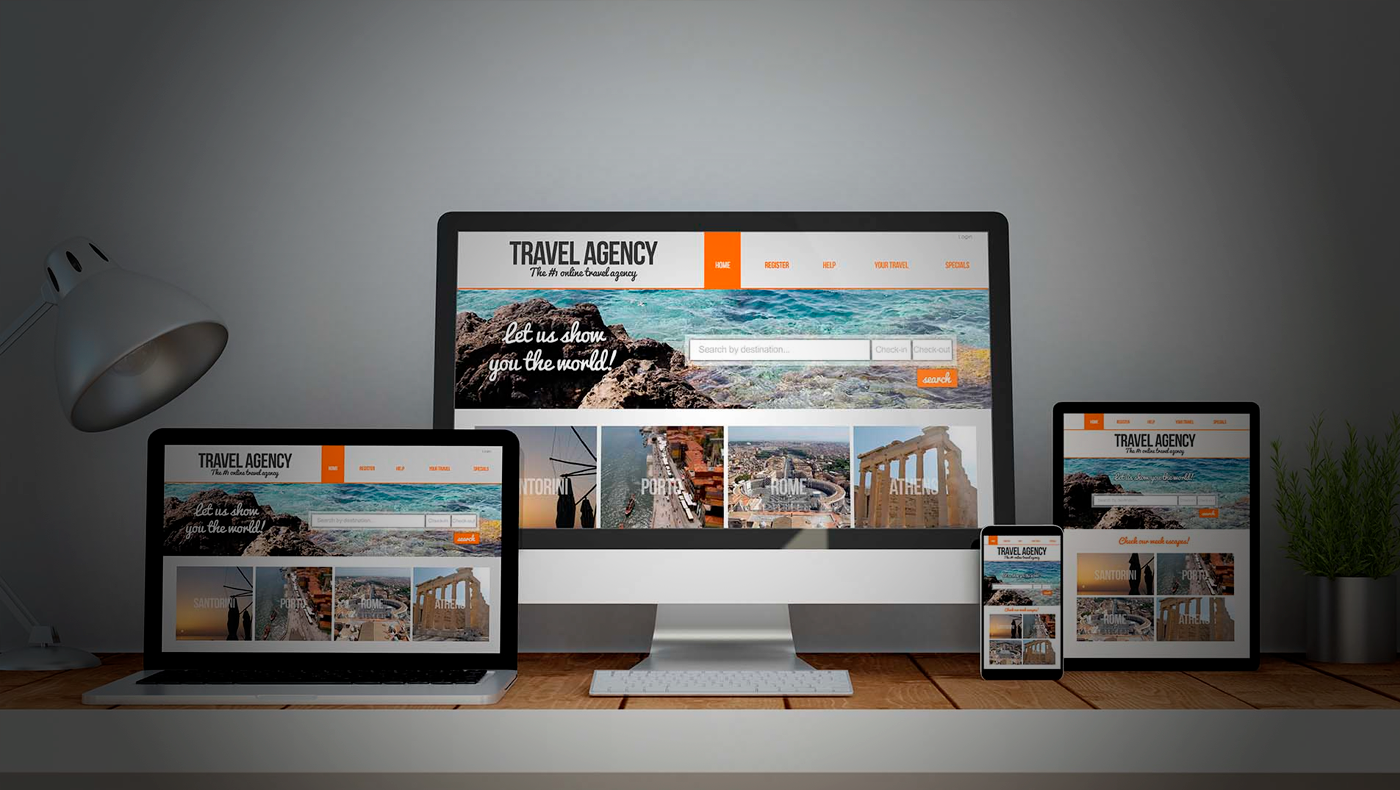 Login
TRAVEL AGENCY
The #1 online travel agency
HOME
REGISTER
HELP
YOUR TRAVEL
SPECIALS
Let us show
you the world!
Search by destination...
Check-in
Check-out
search
NTORINI
PORTO
ROME
ATHENS
TRAVEL AGENCY
The #1 online travel agency
HOME
REGISTER
HELP
YOUR TRAVEL
SPECIALS
Let us show
you the world!
Search by destination...
Check-in
Check-out
search
SANTORINI
PORTO
ROME
ATHENS
HOME
REGISTER
HELP
YOUR TRAVEL
SPECIALS
TRAVEL AGENCY
The #1 online travel agency
Let us show you the world!
search
Check our week escapes!
SANTORINI
PORTO
ROME
ATHENS
TRAVEL AGENCY
Check our week escapes!